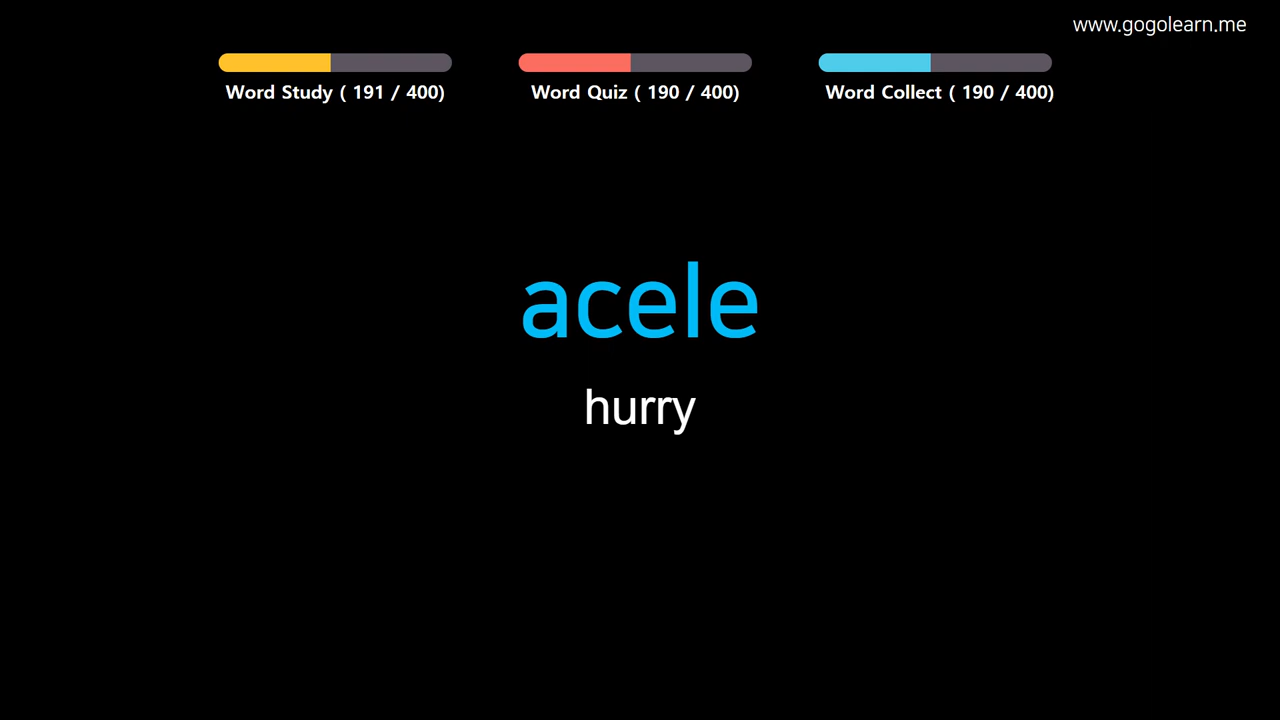 www.gogolearn.me
Word Study ( 191 / 400)
Word Quiz ( 190 / 400)
Word Collect ( 190 / 400)
acele
hurry